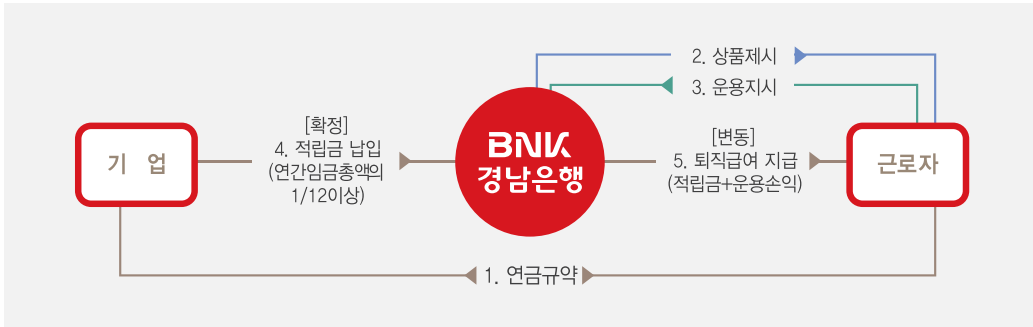 2. 상품제시
3. 운용지시
기 업
[확정]
4. 적립금 납입
(연간임금총액의
1/12이상)
BNK
경남은행
[변동]
5. 퇴직급여 지급
(적립금+운용손익)
근로자
1. 연금규약